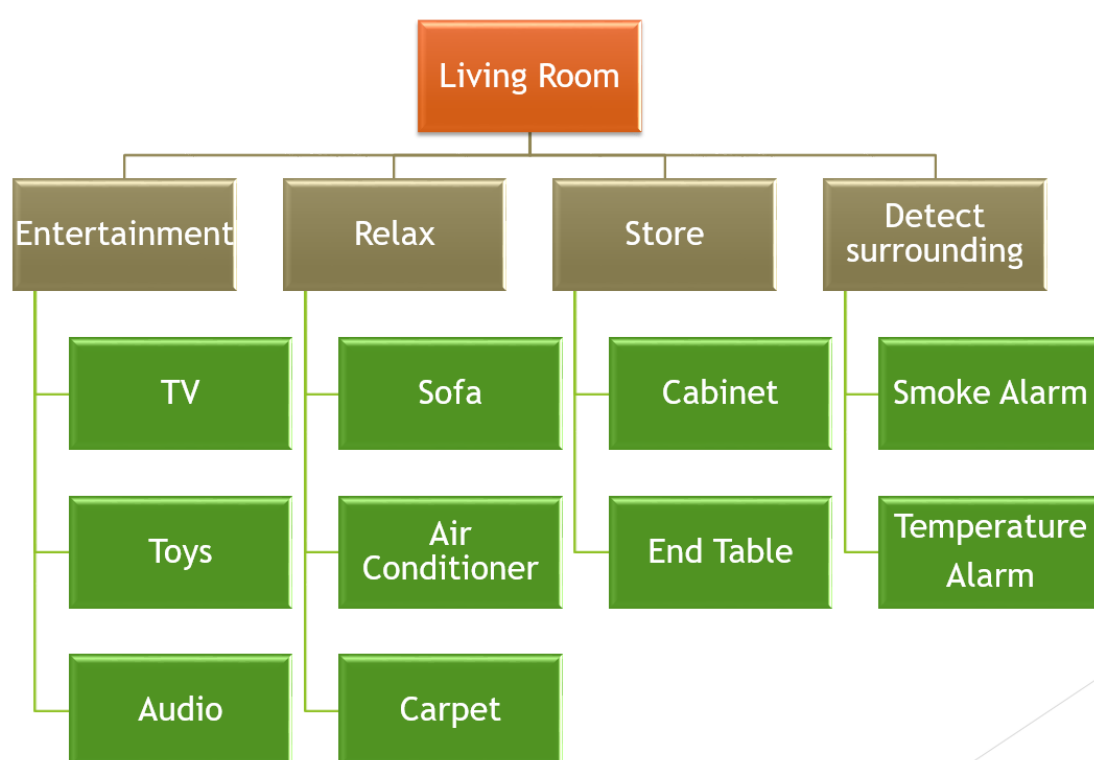 Living Room
Entertainment
Relax
Store
Detect
surrounding
TV
Sofa
Cabinet
Smoke Alarm
Toys
Air
Conditioner
End Table
Temperature
Alarm
Audio
Carpet